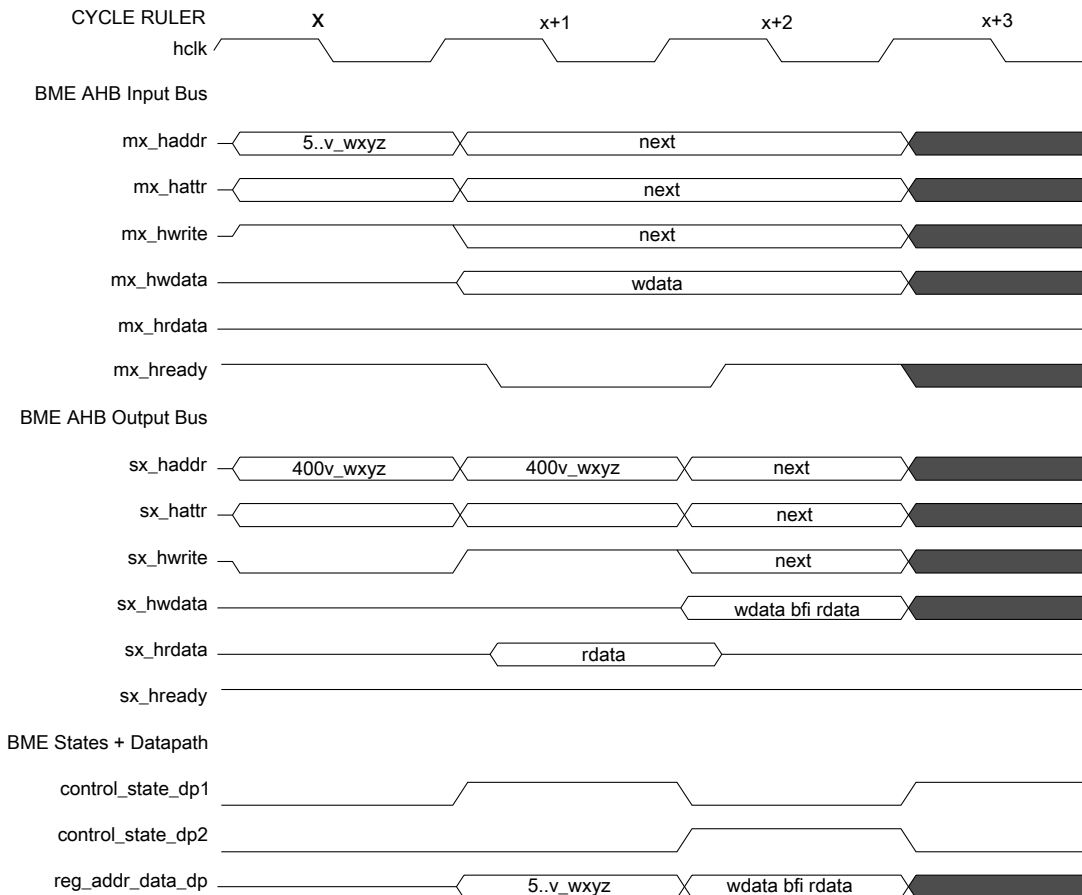 CYCLE RULER x x+1 x+2 x+3
hclk
BME AHB Input Bus
mx_haddr 5..v_wxyz next
mx_hattr next
mx_hwrite next
mx_hwdata wdata
mx_hrdata
mx_hready
BME AHB Output Bus
sx_haddr 400v_wxyz 400v_wxyz next
sx_hattr next
sx_hwrite next
sx_hwdata wdata bfi rdata
sx_hrdata rdata
sx_hready
BME States + Datapath
control_state_dp1
control_state_dp2
reg_addr_data_dp 5..v_wxyz wdata bfi rdata